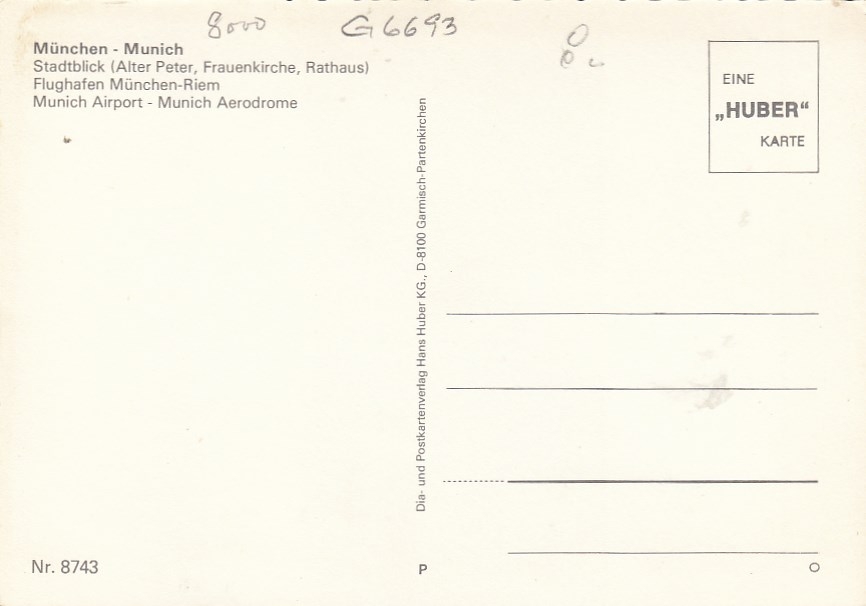 8000
G6693
München - Munich
Stadtblick (Alter Peter, Frauenkirche, Rathaus)
Flughafen München-Riem
Munich Airport - Munich Aerodrome
Dia- und Postkartenverlag Hans Huber KG., D-8100 Garmisch-Partenkirchen
EINE
„HUBER“
KARTE
Nr. 8743
P